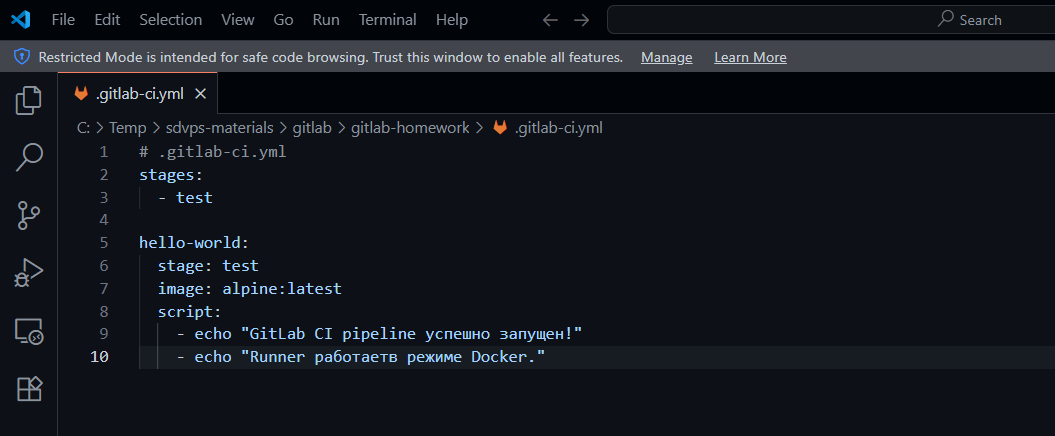 File Edit Selection View Go Run Terminal Help Search
Restricted Mode is intended for safe code browsing. Trust this window to enable all features. Manage Learn More
.gitlab-ci.yml
C: > Temp > sdvps-materials > gitlab > gitlab-homework > .gitlab-ci.yml
1 # .gitlab-ci.yml
2 stages:
3   - test
4
5 hello-world:
6   stage: test
7   image: alpine:latest
8   script:
9     - echo "GitLab CI pipeline успешно запущен!"
10     - echo "Runner работаетв режиме Docker."